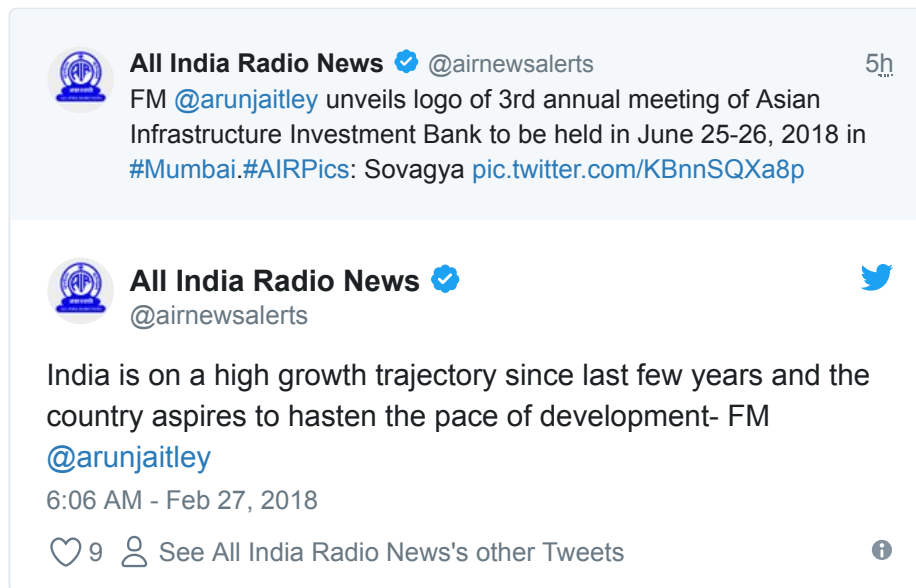 All India Radio News @airnewsalerts 5h
FM @arunjaitley unveils logo of 3rd annual meeting of Asian
Infrastructure Investment Bank to be held in June 25-26, 2018 in
#Mumbai.#AIRPics: Sovagya pic.twitter.com/KBnnSQXa8p
All India Radio News
@airnewsalerts
India is on a high growth trajectory since last few years and the
country aspires to hasten the pace of development- FM
@arunjaitley
6:06 AM - Feb 27, 2018
9 See All India Radio News's other Tweets